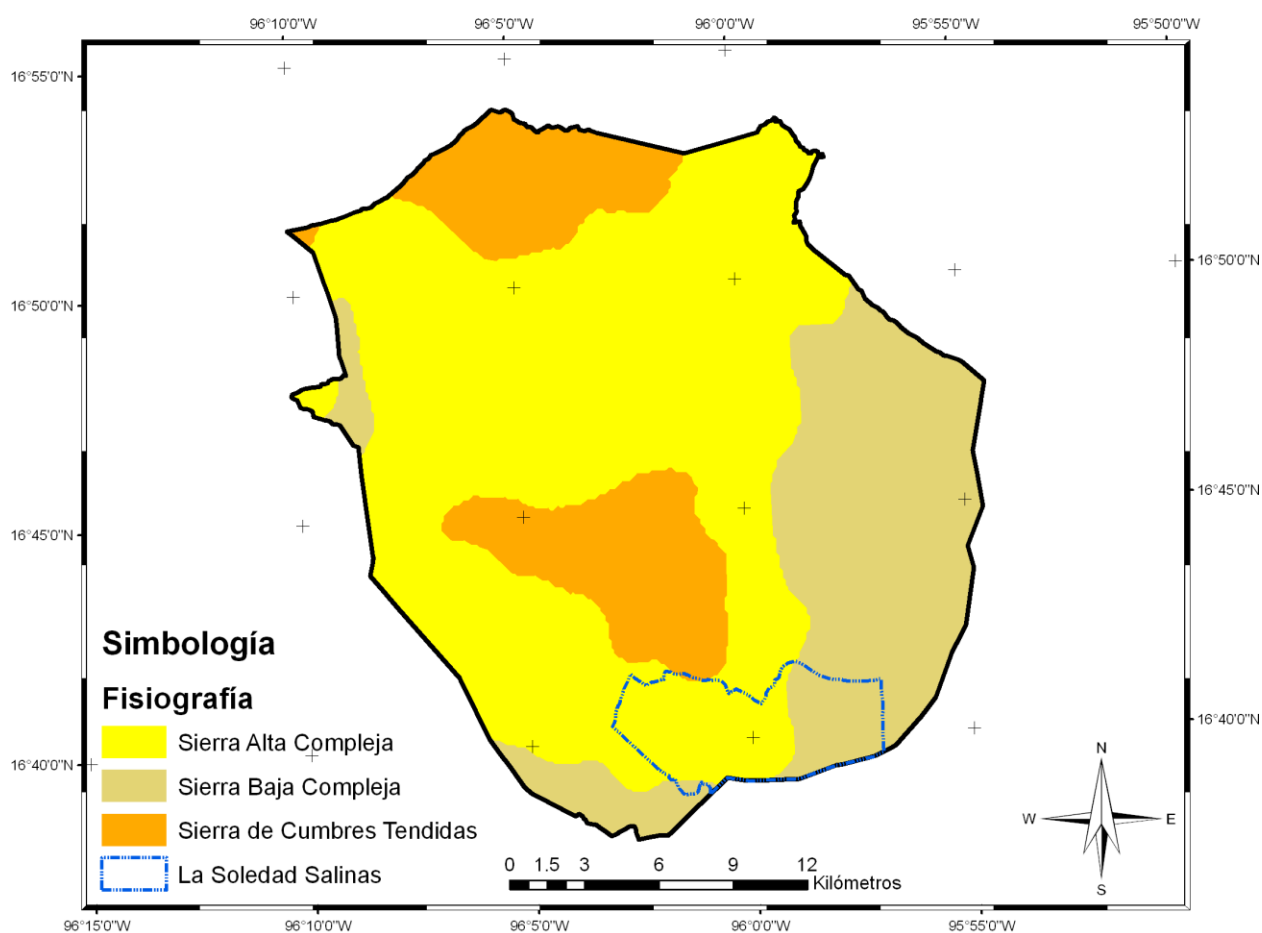 96°10'0"W 96°5'0"W 96°0'0"W 95°55'0"W 95°50'0"W
16°55'0"N
16°50'0"N
16°50'0"N
16°45'0"N
16°45'0"N
16°40'0"N
16°40'0"N
Simbología
Fisiografía
Sierra Alta Compleja
Sierra Baja Compleja
Sierra de Cumbres Tendidas
La Soledad Salinas
0 1.5 3 6 9 12
Kilómetros
N
W E
S
96°15'0"W 96°10'0"W 96°5'0"W 96°0'0"W 95°55'0"W